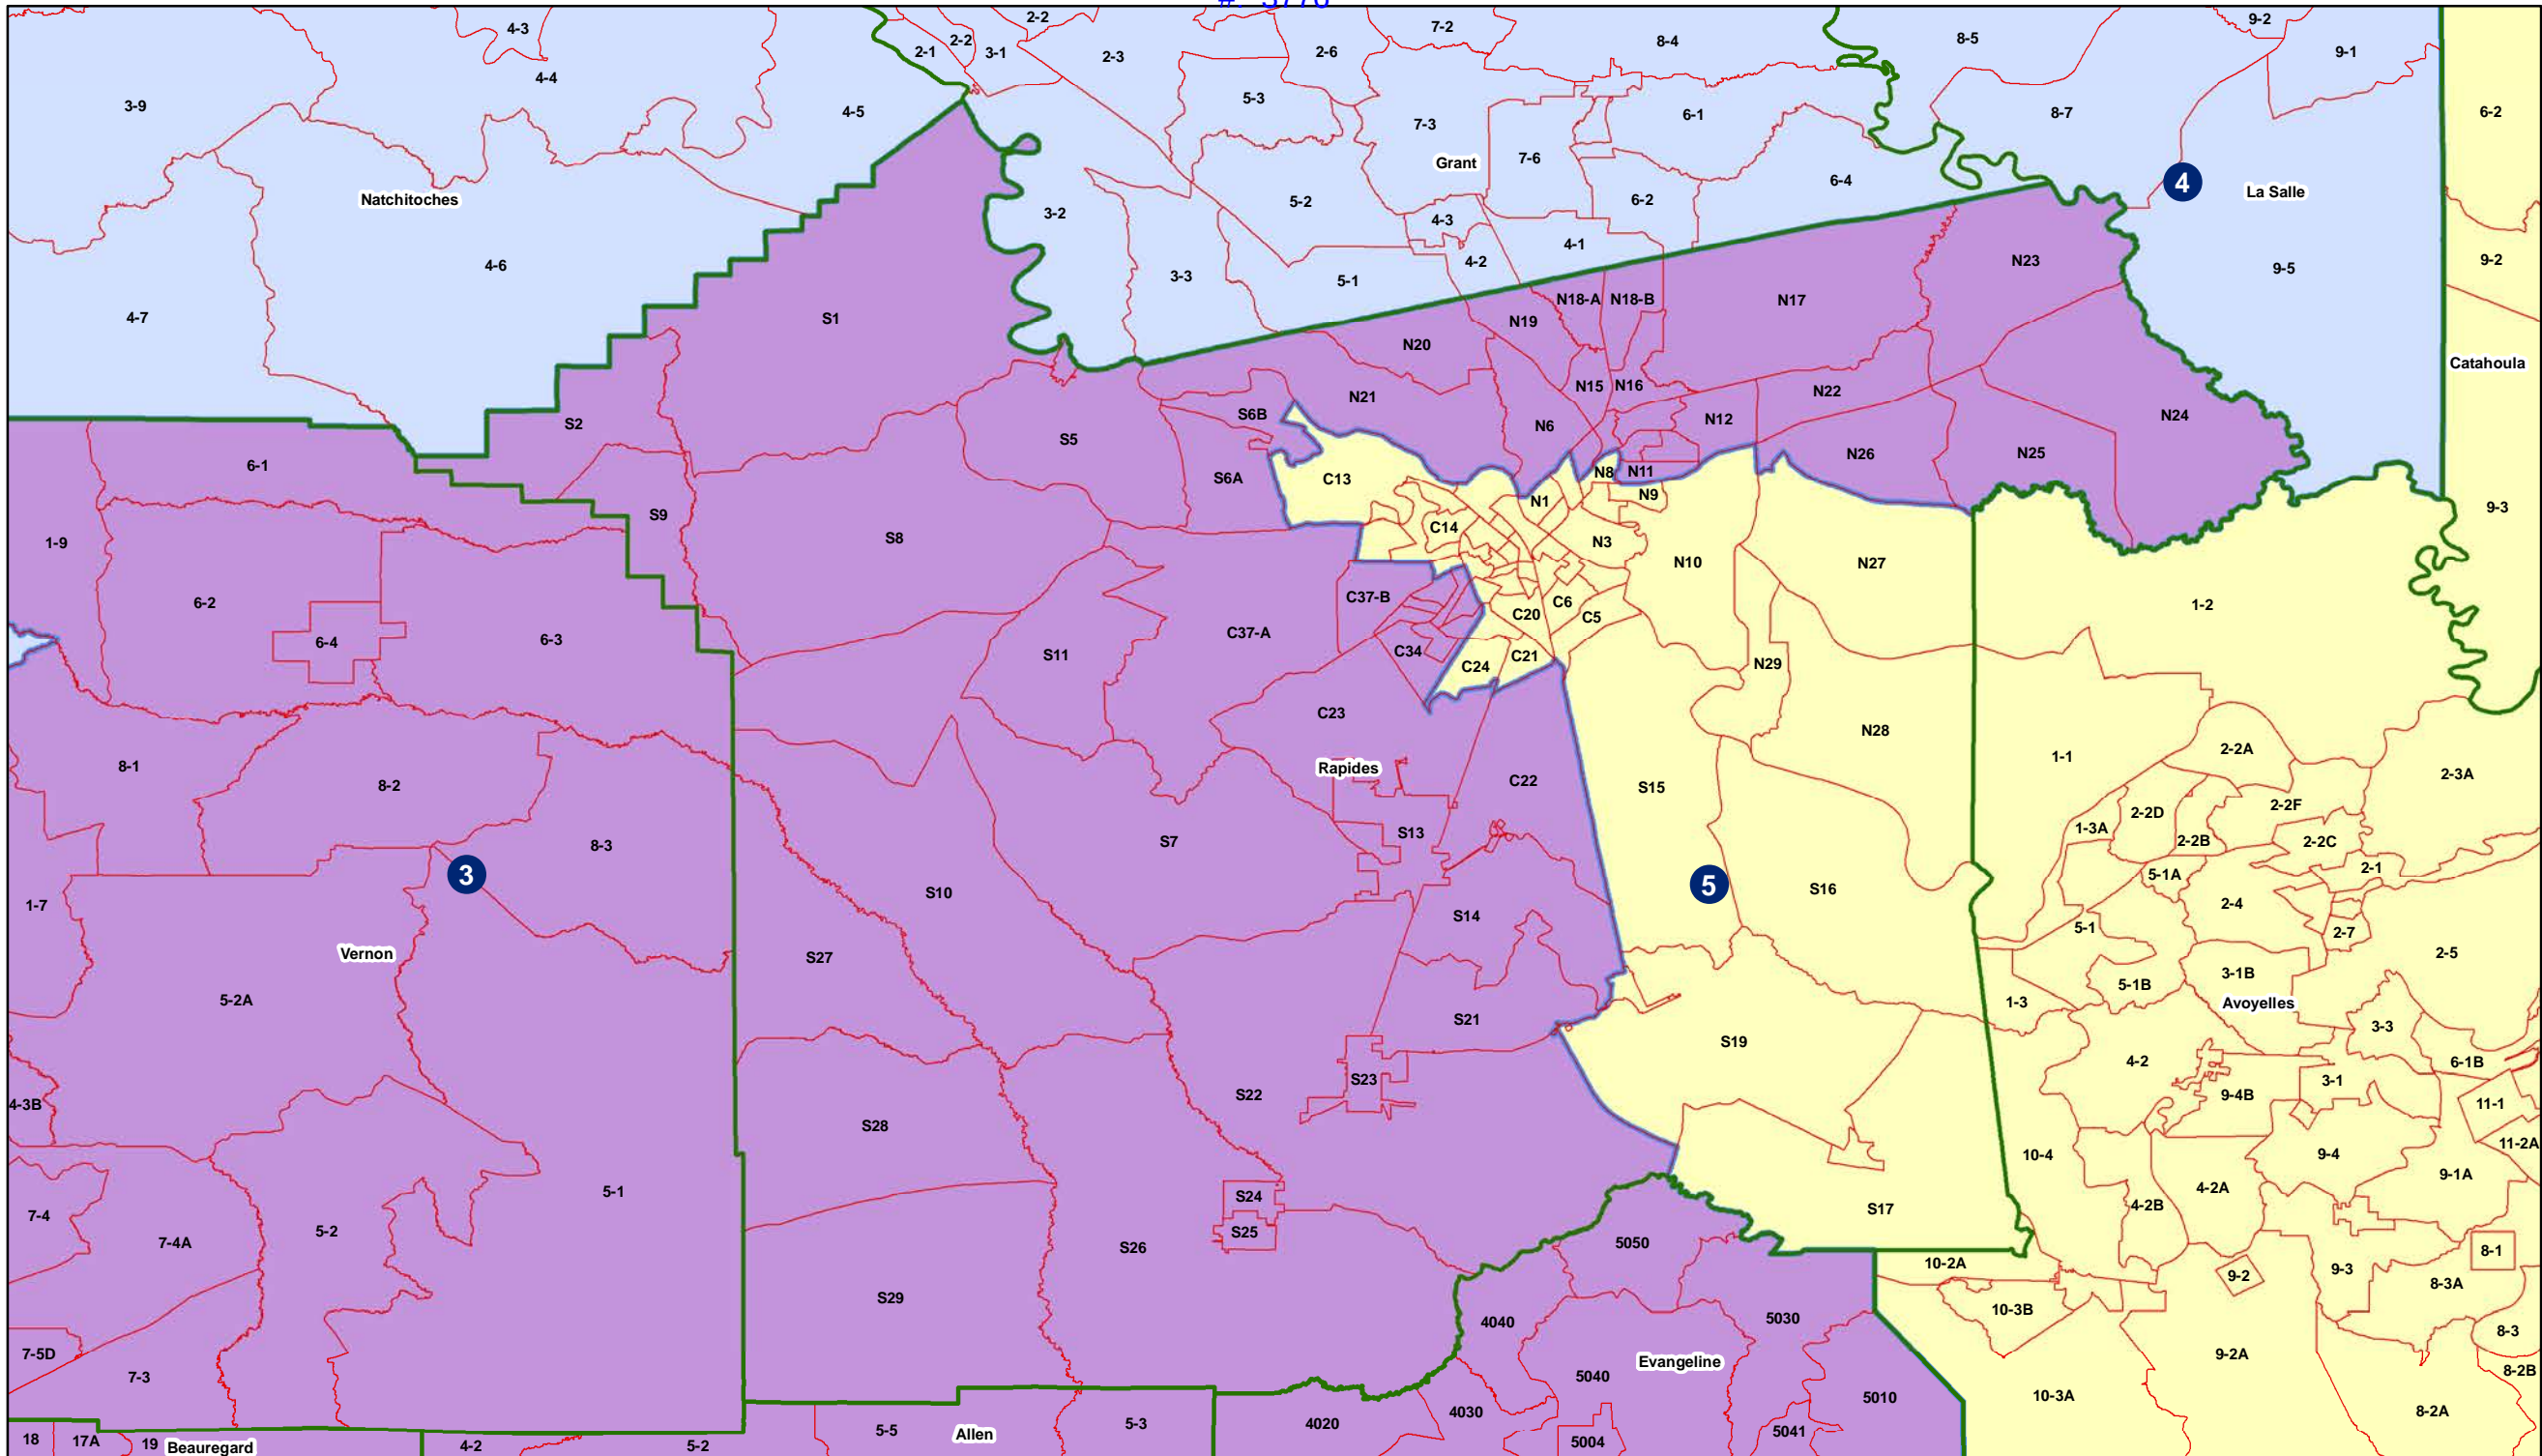 4-3
2-2
2-2
2-1
3-1
2-3
2-6
7-2
8-4
8-5
9-2
9-1
4-4
3-9
4-5
5-3
7-3
6-1
8-7
6-2
Natchitoches
3-2
5-2
Grant
7-6
6-2
6-4
4
La Salle
4-3
4-1
4-6
3-3
5-1
4-2
N23
9-5
9-2
4-7
S1
N18-A
N18-B
N17
N19
N20
Catahoula
S2
S6B
N21
N15
N16
N22
N6
N12
N24
6-1
S5
S6A
C13
N8
N11
N26
N25
S9
N1
N9
9-3
1-9
S8
C14
N3
N10
N27
6-2
6-4
6-3
C37-B
C37-A
C20
C6
C5
1-2
S11
C34
C24
C21
N29
C23
N28
8-1
8-2
Rapides
C22
S15
1-1
2-2A
2-3A
8-3
S7
S13
2-2D
2-2F
1-3A
2-2B
2-2C
3
5
S10
S16
5-1A
2-1
1-7
S14
2-4
5-1
2-7
Vernon
S27
2-5
5-2A
S21
1-3
5-1B
3-1B
Avoyelles
S19
3-3
4-2
6-1B
4-3B
S22
S23
9-4B
3-1
11-1
S28
10-4
9-4
11-2A
9-1A
5-1
S24
4-2B
4-2A
7-4
5-2
7-4A
S26
S25
5050
S17
8-1
S29
10-2A
9-2
9-3
8-3A
10-3B
4040
5030
7-5D
7-3
Evangeline
5040
9-2A
8-3
8-2B
5010
10-3A
8-2A
18
17A
19
Beauregard
4-2
5-2
5-5
Allen
5-3
4020
4030
5004
5041